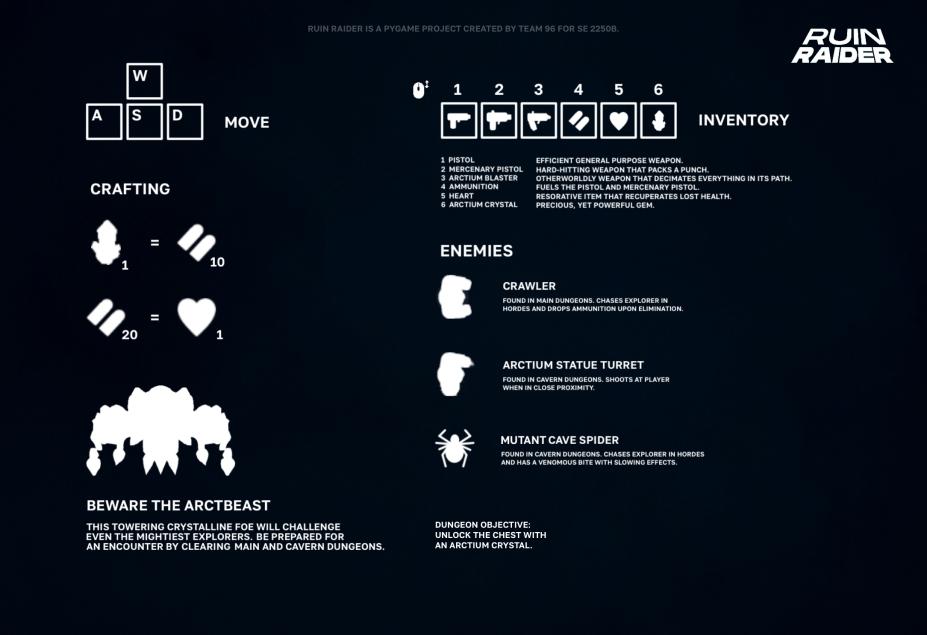 RUIN RAIDER IS A PYGAME PROJECT CREATED BY TEAM 96 FOR SE 2250B.
RUIN
RAIDER
W
A S D
MOVE
1 2 3 4 5 6
INVENTORY
1 PISTOL EFFICIENT GENERAL PURPOSE WEAPON.
2 MERCENARY PISTOL HARD-HITTING WEAPON THAT PACKS A PUNCH.
3 ARCTIUM BLASTER OTHERWORLDLY WEAPON THAT DECIMATES EVERYTHING IN ITS PATH.
4 AMMUNITION FUELS THE PISTOL AND MERCENARY PISTOL.
5 HEART RESORATIVE ITEM THAT RECUPERATES LOST HEALTH.
6 ARCTIUM CRYSTAL PRECIOUS, YET POWERFUL GEM.
CRAFTING
1 = 10
20 = 1
BEWARE THE ARCTBEAST
THIS TOWERING CRYSTALLINE FOE WILL CHALLENGE
EVEN THE MIGHTIEST EXPLORERS. BE PREPARED FOR
AN ENCOUNTER BY CLEARING MAIN AND CAVERN DUNGEONS.
ENEMIES
CRAWLER
FOUND IN MAIN DUNGEONS. CHASES EXPLORER IN
HORDES AND DROPS AMMUNITION UPON ELIMINATION.
ARCTIUM STATUE TURRET
FOUND IN CAVERN DUNGEONS. SHOOTS AT PLAYER
WHEN IN CLOSE PROXIMITY.
MUTANT CAVE SPIDER
FOUND IN CAVERN DUNGEONS. CHASES EXPLORER IN HORDES
AND HAS A VENOMOUS BITE WITH SLOWING EFFECTS.
DUNGEON OBJECTIVE:
UNLOCK THE CHEST WITH
AN ARCTIUM CRYSTAL.